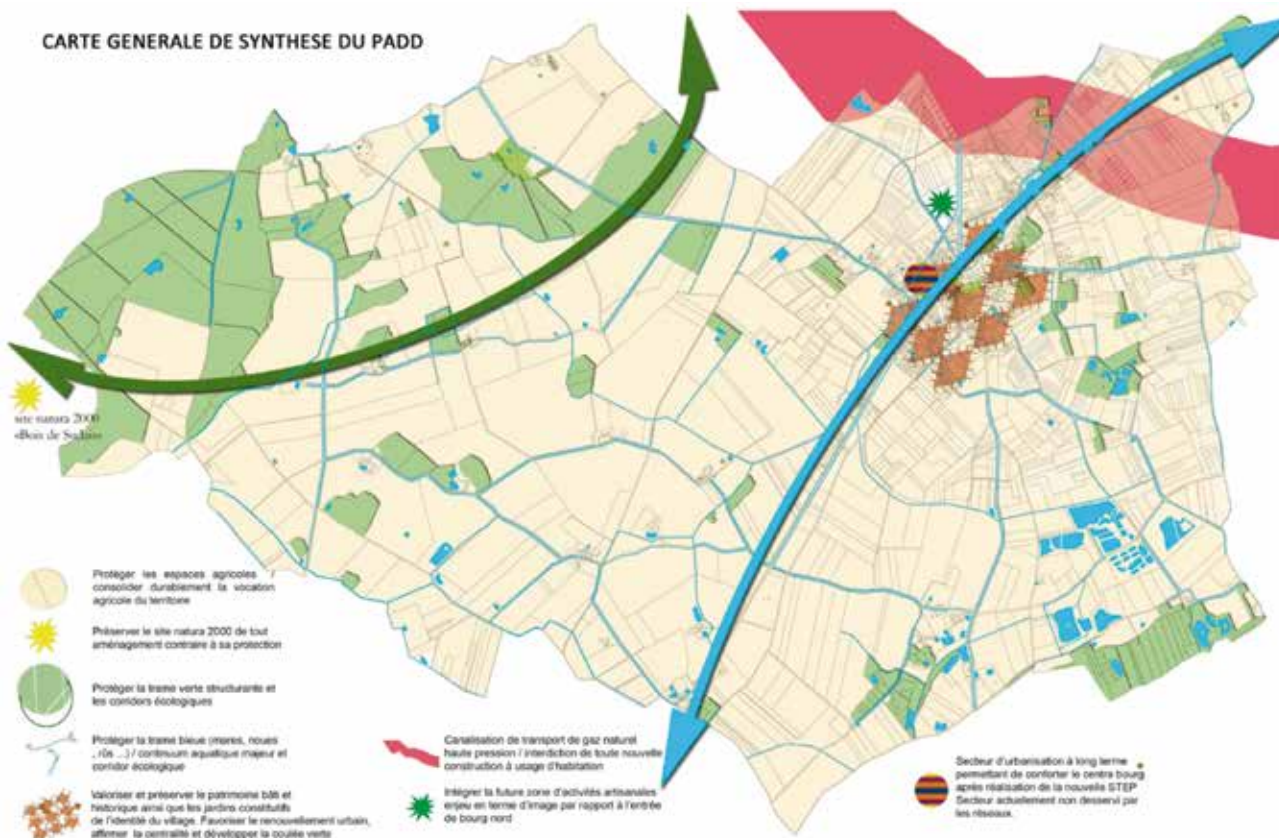 CARTE GENERALE DE SYNTHESE DU PADD
site natura 2000
«Bois de
Protéger les espaces agricoles /
consolider durablement la vocation
agricole du territoire
Préserver le site natura 2000 de tout
aménagement contraire à sa protection
Protéger la trame verte structurante et
les corridors écologiques
Protéger la trame bleue (mares, noues
, rûs ...) / continuum aquatique majeur et
corridor écologique
Valoriser et préserver le patrimoine bâti et
historique ainsi que les jardins constitutifs
de l'identité du village. Favoriser le renouvellement urbain,
affirmer la centralité et développer la coulée verte
Canalisation de transport de gaz naturel
haute pression / interdiction de toute nouvelle
construction à usage d'habitation
Intégrer la future zone d'activités artisanales
enjeu en terme d'image par rapport à l'entrée
de bourg nord
Secteur d'urbanisation à long terme
permettant de conforter le centre bourg
après réalisation de la nouvelle STEP
Secteur actuellement non desservi par
les réseaux.